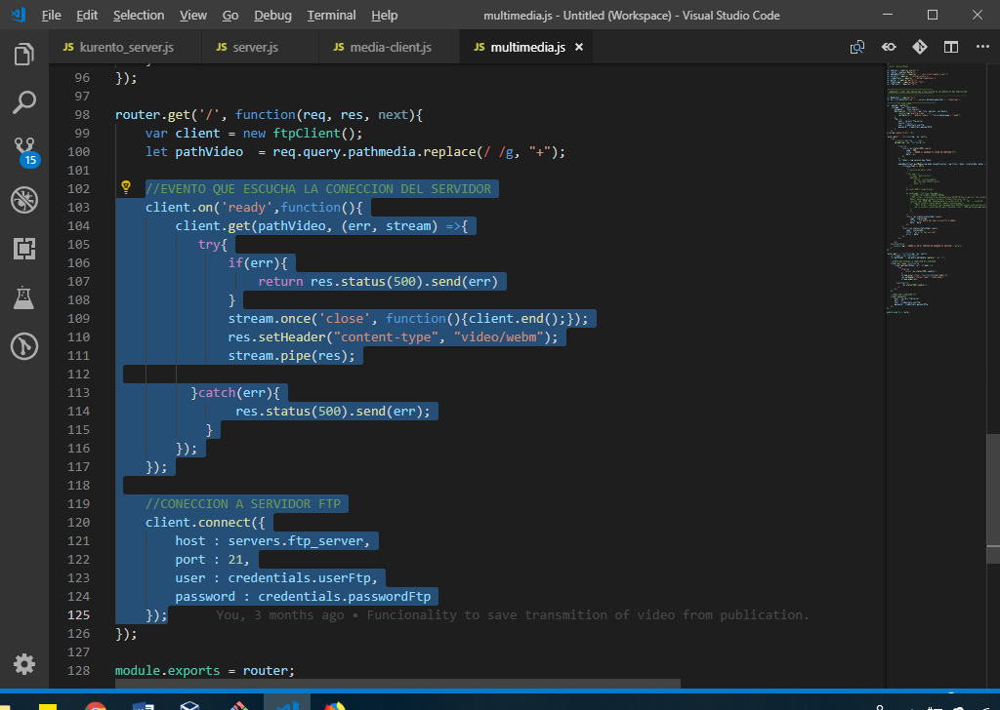 File Edit Selection View Go Debug Terminal Help multimedia.js - Untitled (Workspace) - Visual Studio Code
JS kurento_server.js JS server.js JS media-client.js JS multimedia.js
15
96 });
97
98 router.get('/', function(req, res, next){
99 var client = new ftpClient();
100 let pathVideo  = req.query.pathmedia.replace(/ /g, "+");
101
102 //EVENTO QUE ESCUCHA LA CONECCION DEL SERVIDOR
103 client.on('ready',function(){
104 client.get(pathVideo, (err, stream) =>{
105 try{
106 if(err){
107 return res.status(500).send(err)
108 }
109 stream.once('close', function(){client.end();});
110 res.setHeader("content-type", "video/webm");
111 stream.pipe(res);
112
113 }catch(err){
114 res.status(500).send(err);
115 }
116 });
117 });
118
119 //CONECCION A SERVIDOR FTP
120 client.connect({
121 host : servers.ftp_server,
122 port : 21,
123 user : credentials.userFtp,
124 password : credentials.passwordFtp
125 }); You, 3 months ago • Funcionality to save transmition of video from publication.
126 });
127
128 module.exports = router;